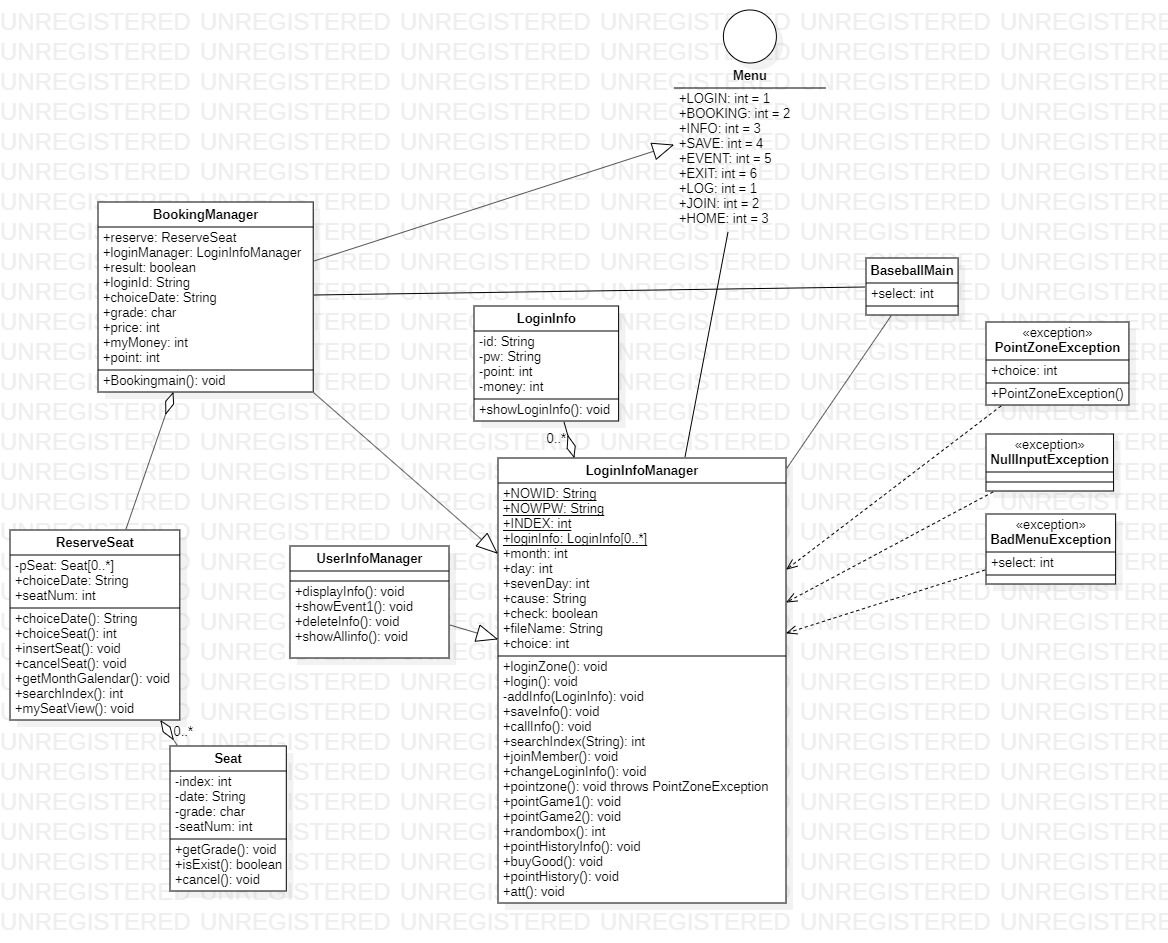 Menu
+LOGIN: int = 1
+BOOKING: int = 2
+INFO: int = 3
+SAVE: int = 4
+EVENT: int = 5
+EXIT: int = 6
+LOG: int = 1
+JOIN: int = 2
+HOME: int = 3
BookingManager
+reserve: ReserveSeat
+loginManager: LoginInfoManager
+result: boolean
+loginId: String
+choiceDate: String
+grade: char
+price: int
+myMoney: int
+point: int
+Bookingmain(): void
BaseballMain
+select: int
LoginInfo
-id: String
-pw: String
-point: int
-money: int
+showLoginInfo(): void
0..*
«exception»
PointZoneException
+choice: int
+PointZoneException()
«exception»
NullInputException
«exception»
BadMenuException
+select: int
LoginInfoManager
+NOWID: String
+NOWPW: String
+INDEX: int
+loginInfo: LoginInfo[0..*]
+month: int
+day: int
+sevenDay: int
+cause: String
+check: boolean
+fileName: String
+choice: int
+loginZone(): void
+login(): void
-addInfo(LoginInfo): void
+saveInfo(): void
+callInfo(): void
+searchIndex(String): int
+joinMember(): void
+changeLoginInfo(): void
+pointzone(): void throws PointZoneException
+pointGame1(): void
+pointGame2(): void
+randombox(): int
+pointHistoryInfo(): void
+buyGood(): void
+pointHistory(): void
+att(): void
UserInfoManager
+displayInfo(): void
+showEvent1(): void
+deleteInfo(): void
+showAllinfo(): void
ReserveSeat
-pSeat: Seat[0..*]
+choiceDate: String
+seatNum: int
+choiceDate(): String
+choiceSeat(): int
+insertSeat(): void
+cancelSeat(): void
+getMonthGalendar(): void
+searchIndex(): int
+mySeatView(): void
0..*
Seat
-index: int
-date: String
-grade: char
-seatNum: int
+getGrade(): void
+isExist(): boolean
+cancel(): void